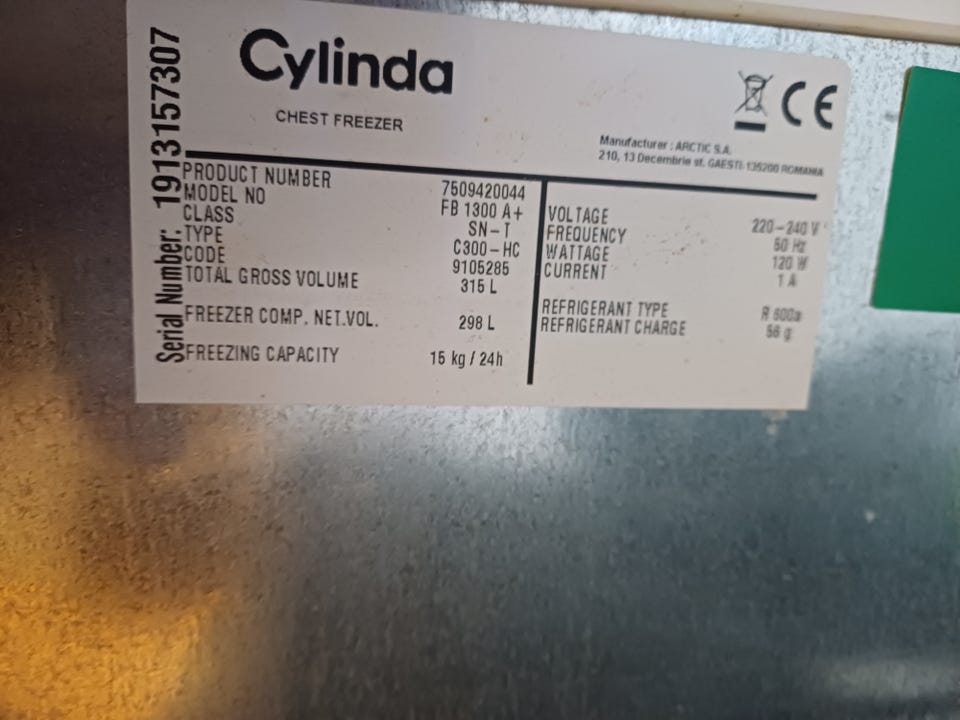 Cylinda
CHEST FREEZER
CE
Manufacturer : ARCTIC S.A.
210, 13 Decembrie st. GAESTI- 135200 ROMANIA
Serial Number: 1913157307
PRODUCT NUMBER 7509420044
MODEL NO FB 1300 A+
CLASS SN-T
TYPE C300-HC
CODE 9105285
TOTAL GROSS VOLUME 315 L
FREEZER COMP. NET.VOL. 298 L
FREEZING CAPACITY 15 kg / 24h
VOLTAGE 220-240 V
FREQUENCY 50 Hz
WATTAGE 120 W
CURRENT 1 A
REFRIGERANT TYPE R 600a
REFRIGERANT CHARGE 56 g